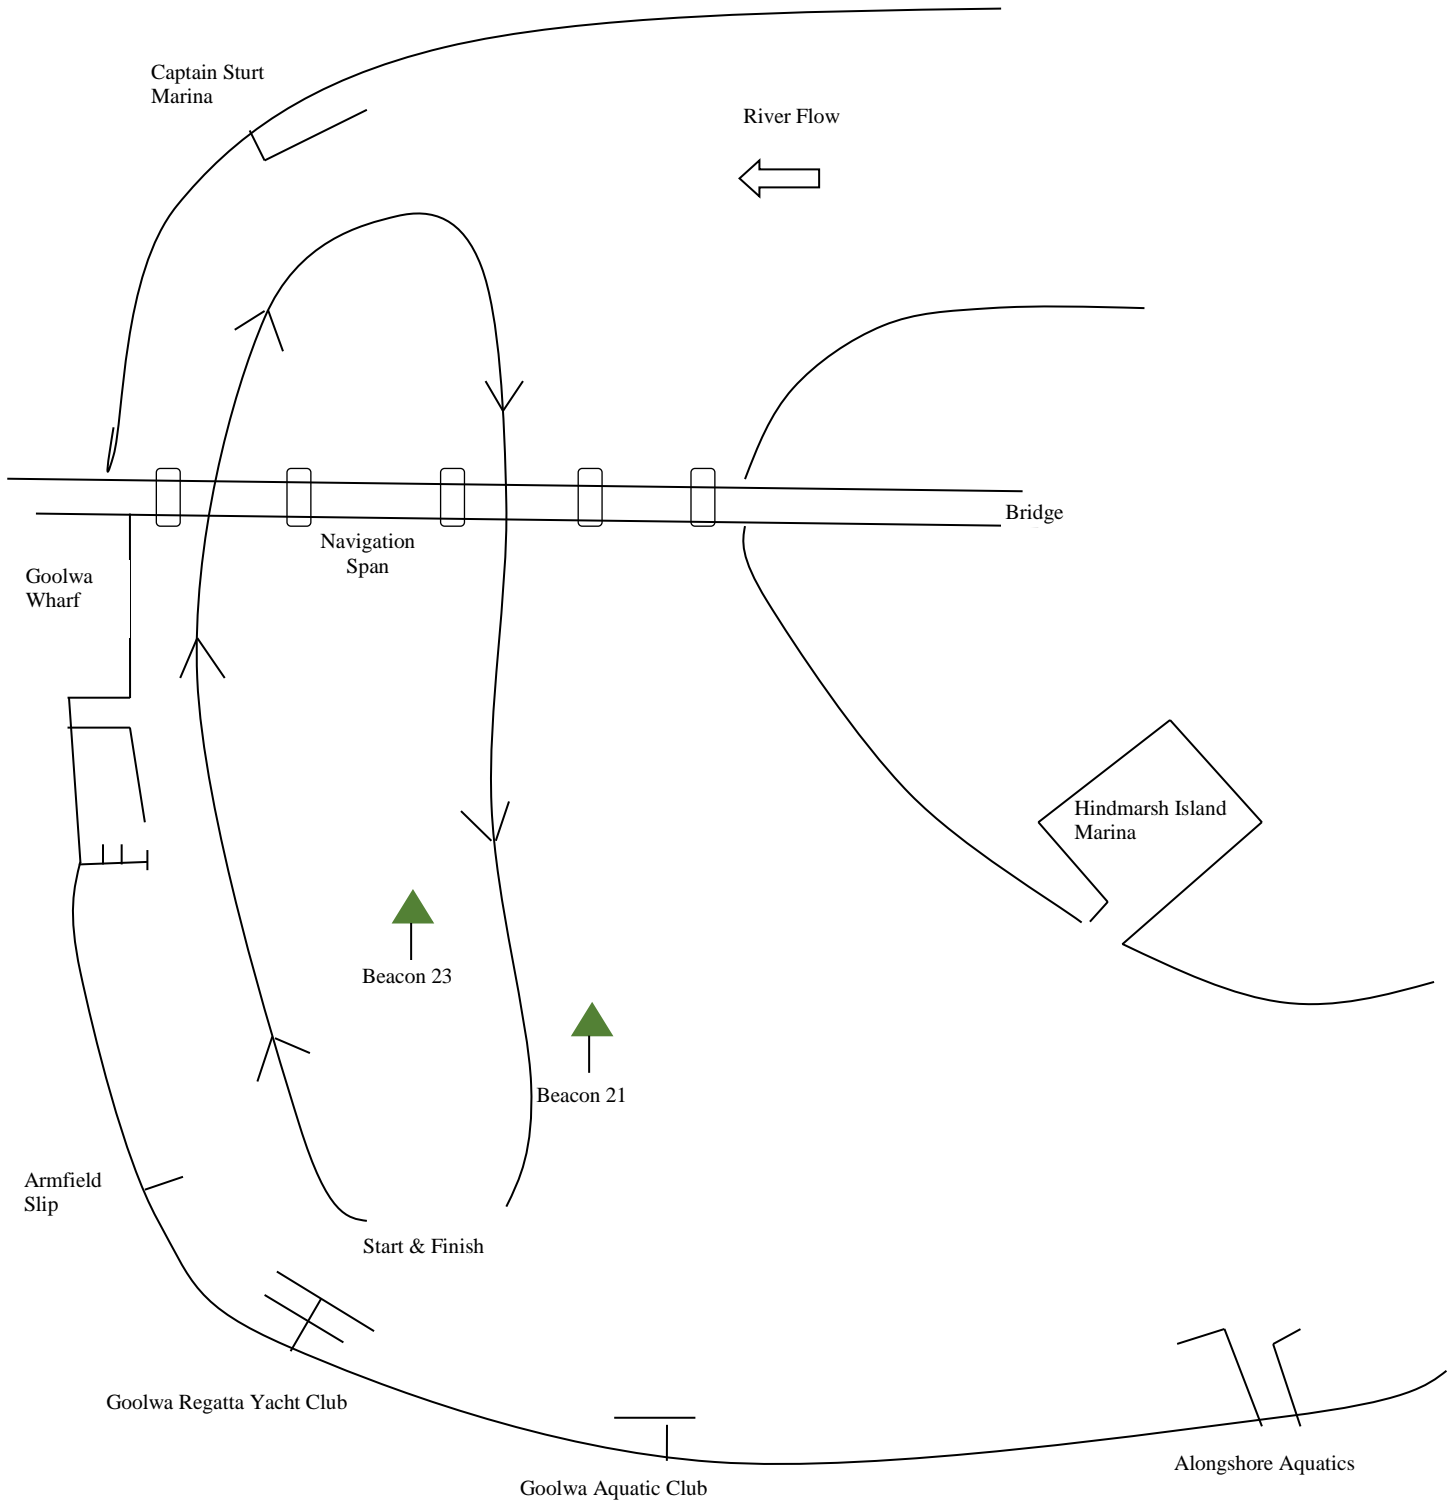 Captain Sturt
Marina
River Flow
Bridge
Navigation
Span
Goolwa
Wharf
Hindmarsh Island
Marina
Beacon 23
Beacon 21
Armfield
Slip
Start & Finish
Goolwa Regatta Yacht Club
Alongshore Aquatics
Goolwa Aquatic Club